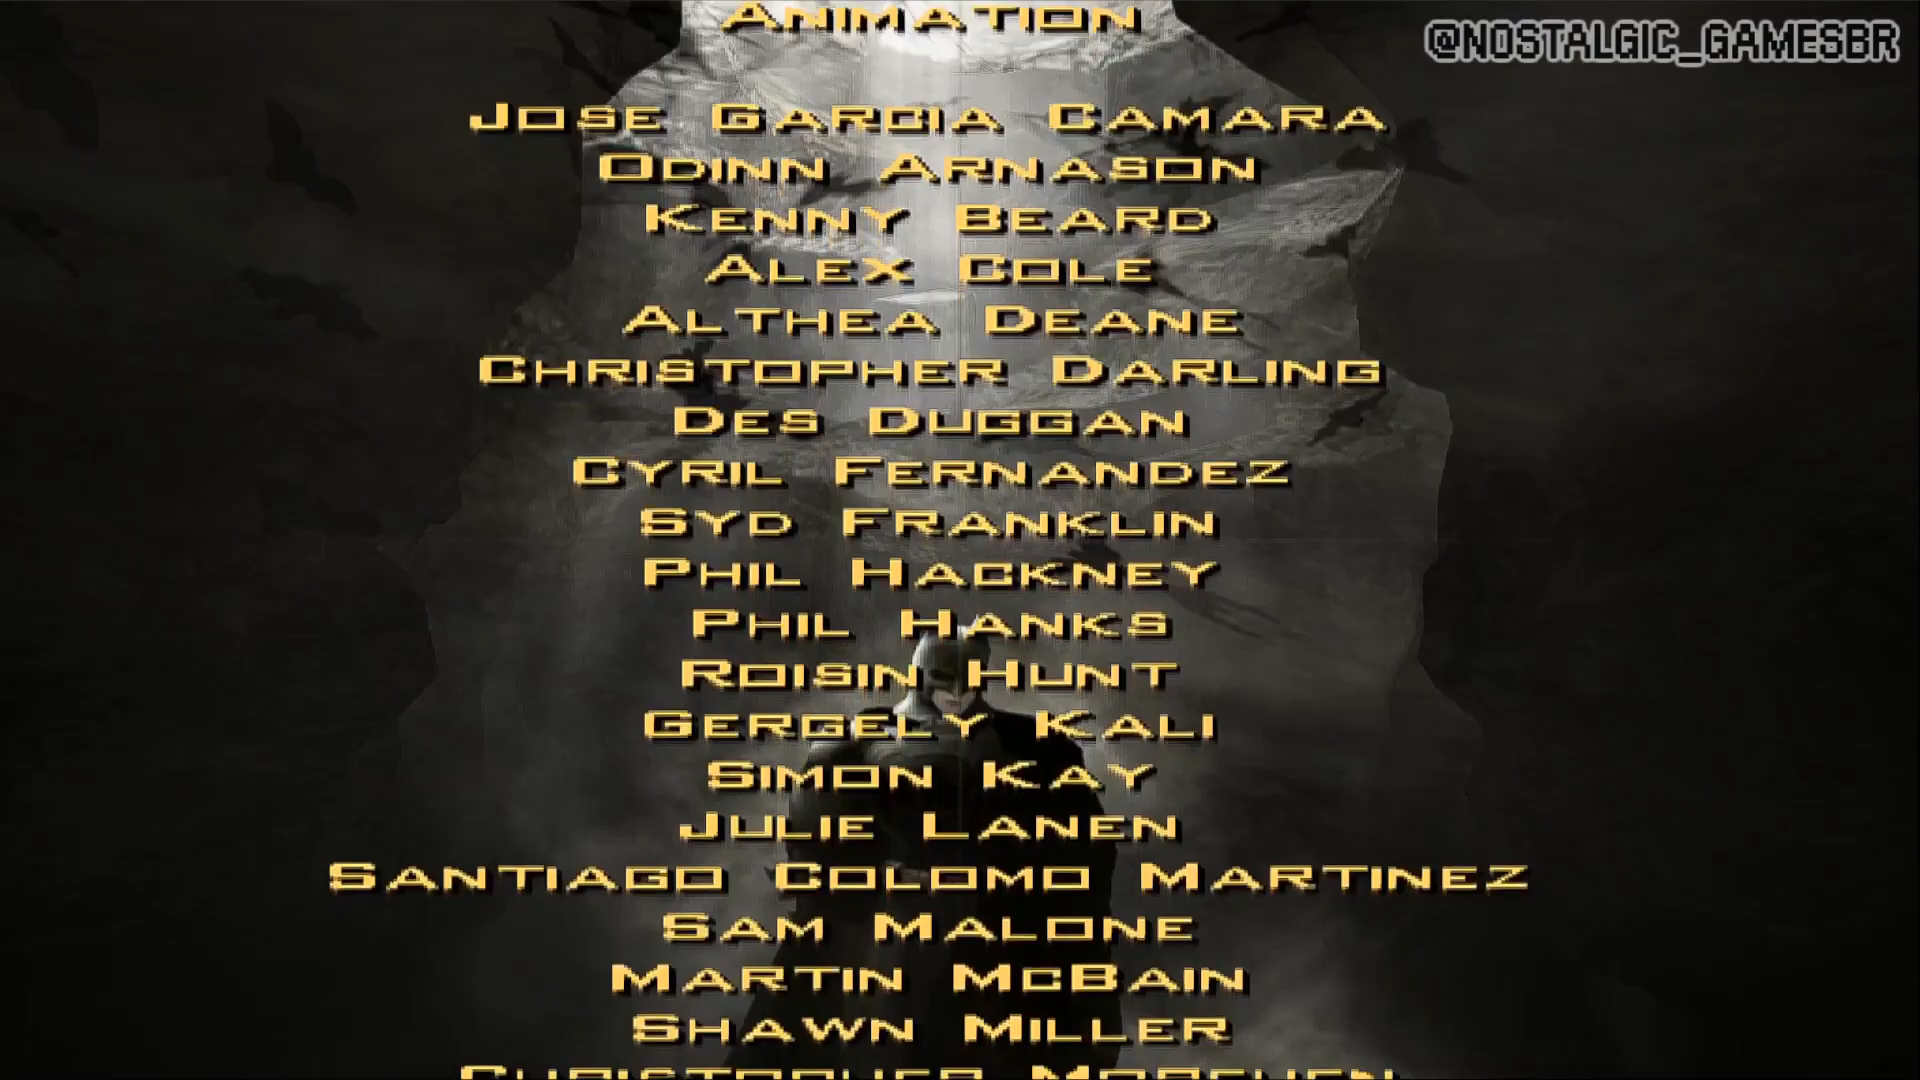 Animation
@NOSTALGIC_GAMESBR
Jose Garcia Camara
Odinn Arnason
Kenny Beard
Alex Cole
Althea Deane
Christopher Darling
Des Duggan
Cyril Fernandez
Syd Franklin
Phil Hackney
Phil Hanks
Roisin Hunt
Gergely Kali
Simon Kay
Julie Lanen
Santiago Colomo Martinez
Sam Malone
Martin McBain
Shawn Miller
Christopher